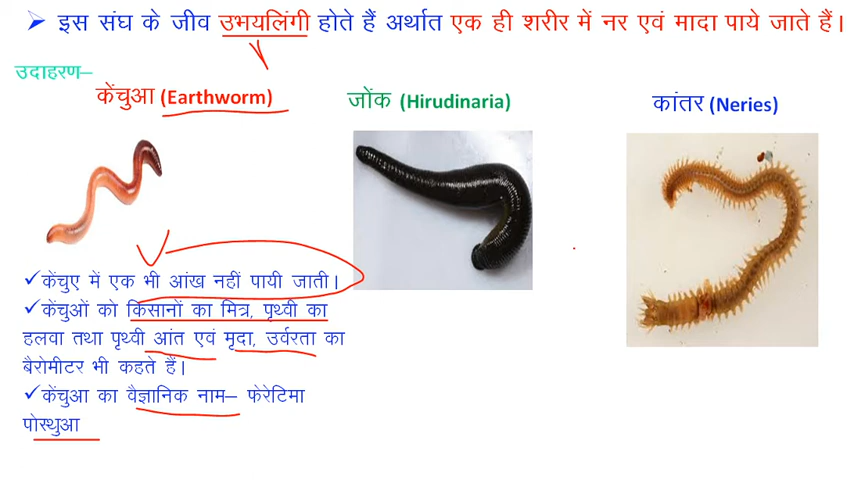 ➤ इस संघ के जीव उभयलिंगी होते हैं अर्थात एक ही शरीर में नर एवं मादा पाये जाते हैं।
उदाहरण–
केंचुआ (Earthworm)
जोंक (Hirudinaria)
कांतर (Neries)
✓केंचुए में एक भी आंख नहीं पायी जाती।
✓केंचुओं को किसानों का मित्र, पृथ्वी का
हलवा तथा पृथ्वी आंत एवं मृदा, उर्वरता का
बैरोमीटर भी कहते हैं।
✓केंचुआ का वैज्ञानिक नाम– फेरेटिमा
पोस्थुआ